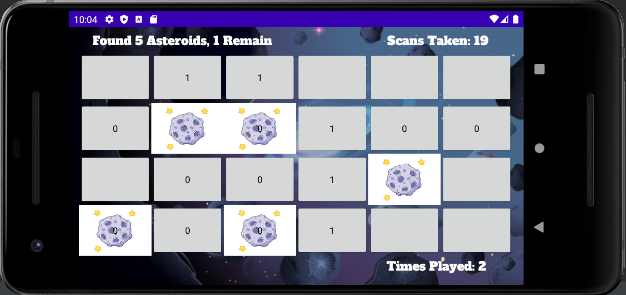 10:04
Found 5 Asteroids, 1 Remain Scans Taken: 19
1 1
0 0 1 0 0
0 0 1
0 0 0 1
Times Played: 2